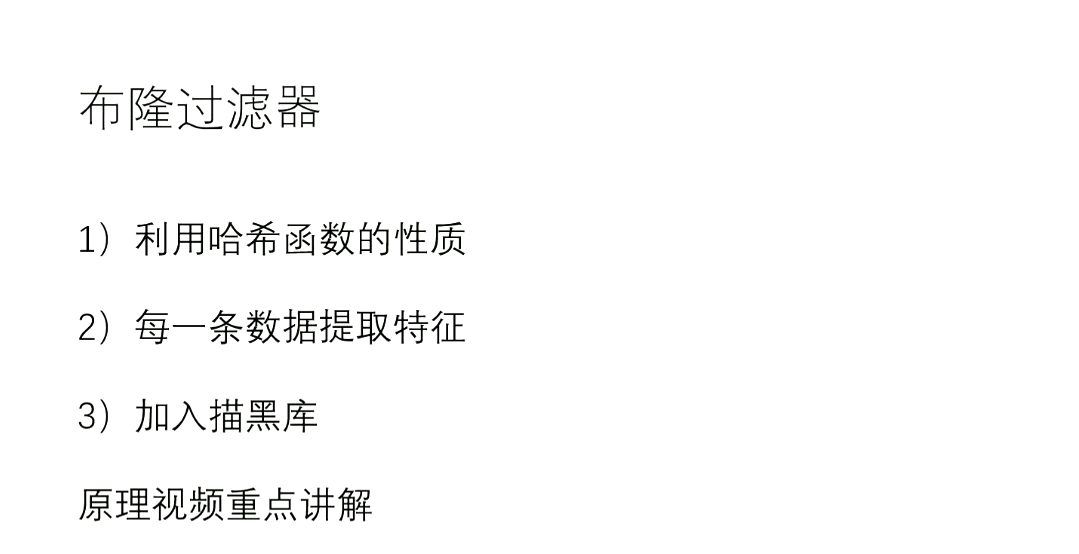 布隆过滤器
1）利用哈希函数的性质
2）每一条数据提取特征
3）加入描黑库
原理视频重点讲解